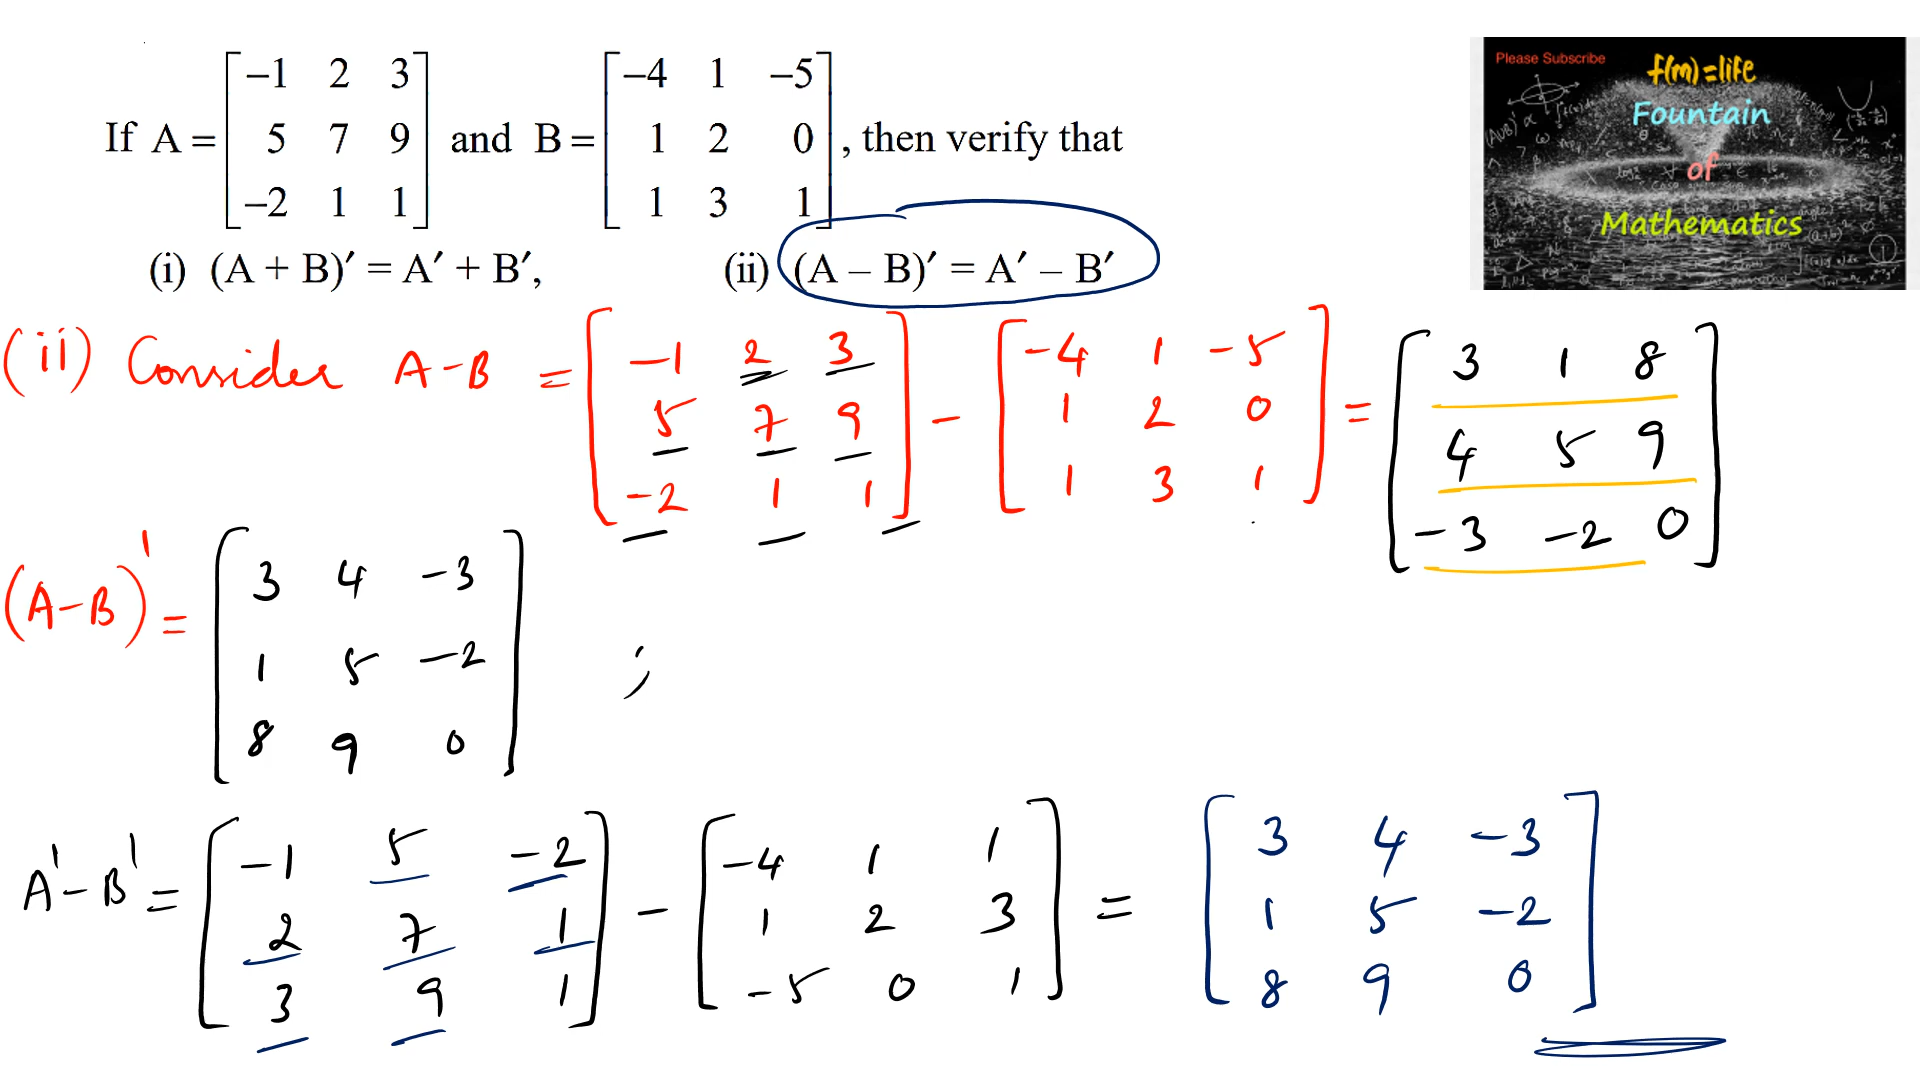 If A = [ −1 2 3 ] and B = [ −4 1 −5 ], then verify that
5 7 9 1 2 0
−2 1 1 1 3 1
(i) (A + B)′ = A′ + B′, (ii) (A – B)′ = A′ – B′
Please Subscribe
f(m)=life
Fountain
of
Mathematics
(ii) Consider A-B = [ -1 2 3 ] - [ -4 1 -5 ] = [ 3 1 8 ]
5 7 9 1 2 0 4 5 9
-2 1 1 1 3 1 -3 -2 0
(A-B)' = [ 3 4 -3 ] ;
1 5 -2
8 9 0
A'-B' = [ -1 5 -2 ] - [ -4 1 1 ] = [ 3 4 -3 ]
2 7 1 1 2 3 1 5 -2
3 9 1 -5 0 1 8 9 0